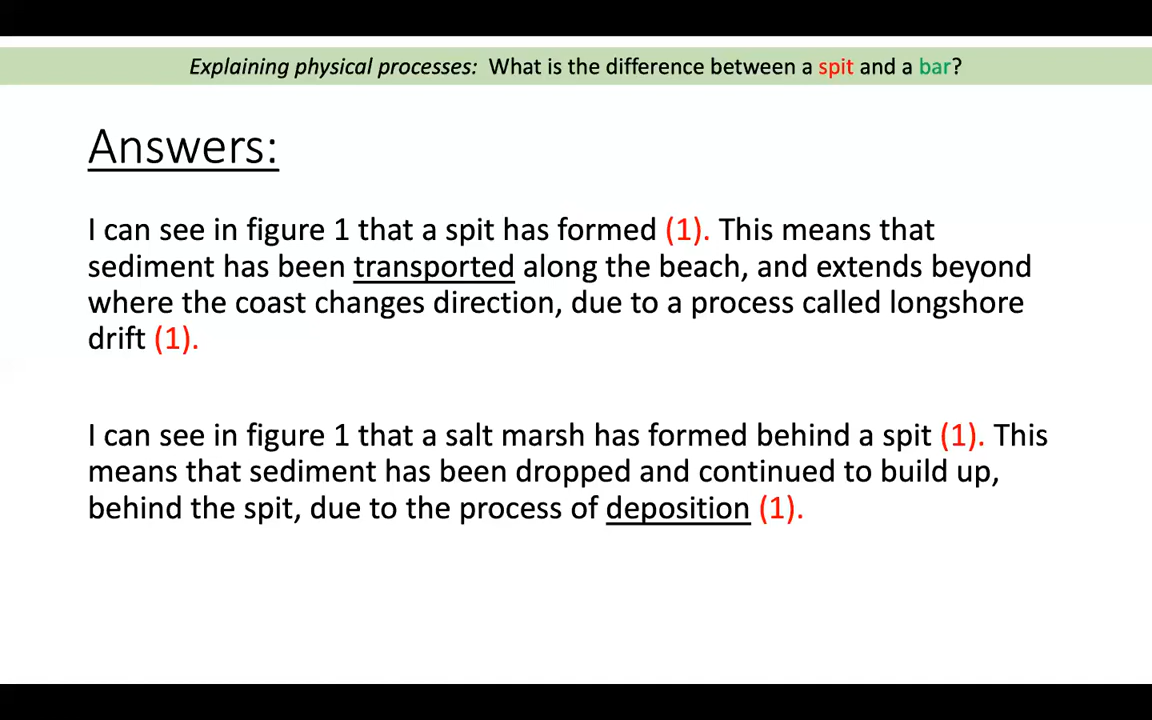 Explaining physical processes: What is the difference between a spit and a bar?
Answers:
I can see in figure 1 that a spit has formed (1). This means that
sediment has been transported along the beach, and extends beyond
where the coast changes direction, due to a process called longshore
drift (1).
I can see in figure 1 that a salt marsh has formed behind a spit (1). This
means that sediment has been dropped and continued to build up,
behind the spit, due to the process of deposition (1).